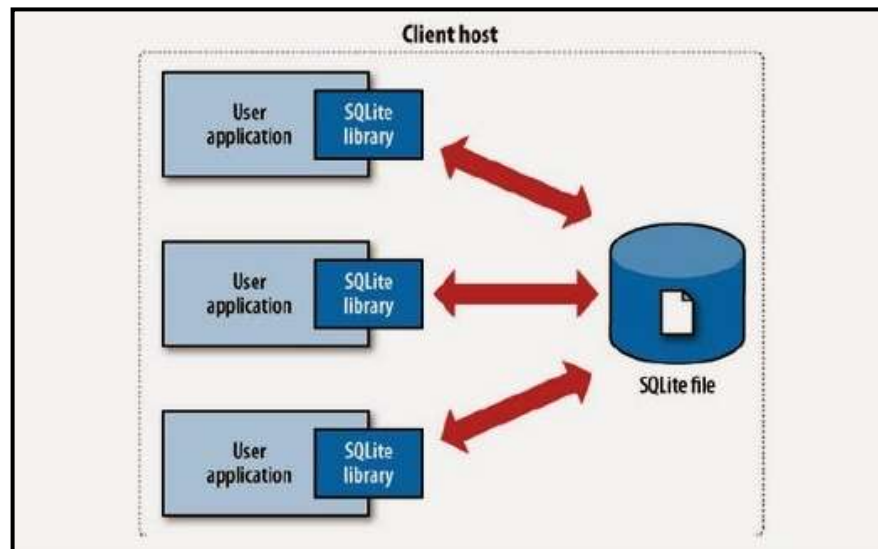 Client host
User
application
SQLite
library
User
application
SQLite
library
SQLite file
User
application
SQLite
library